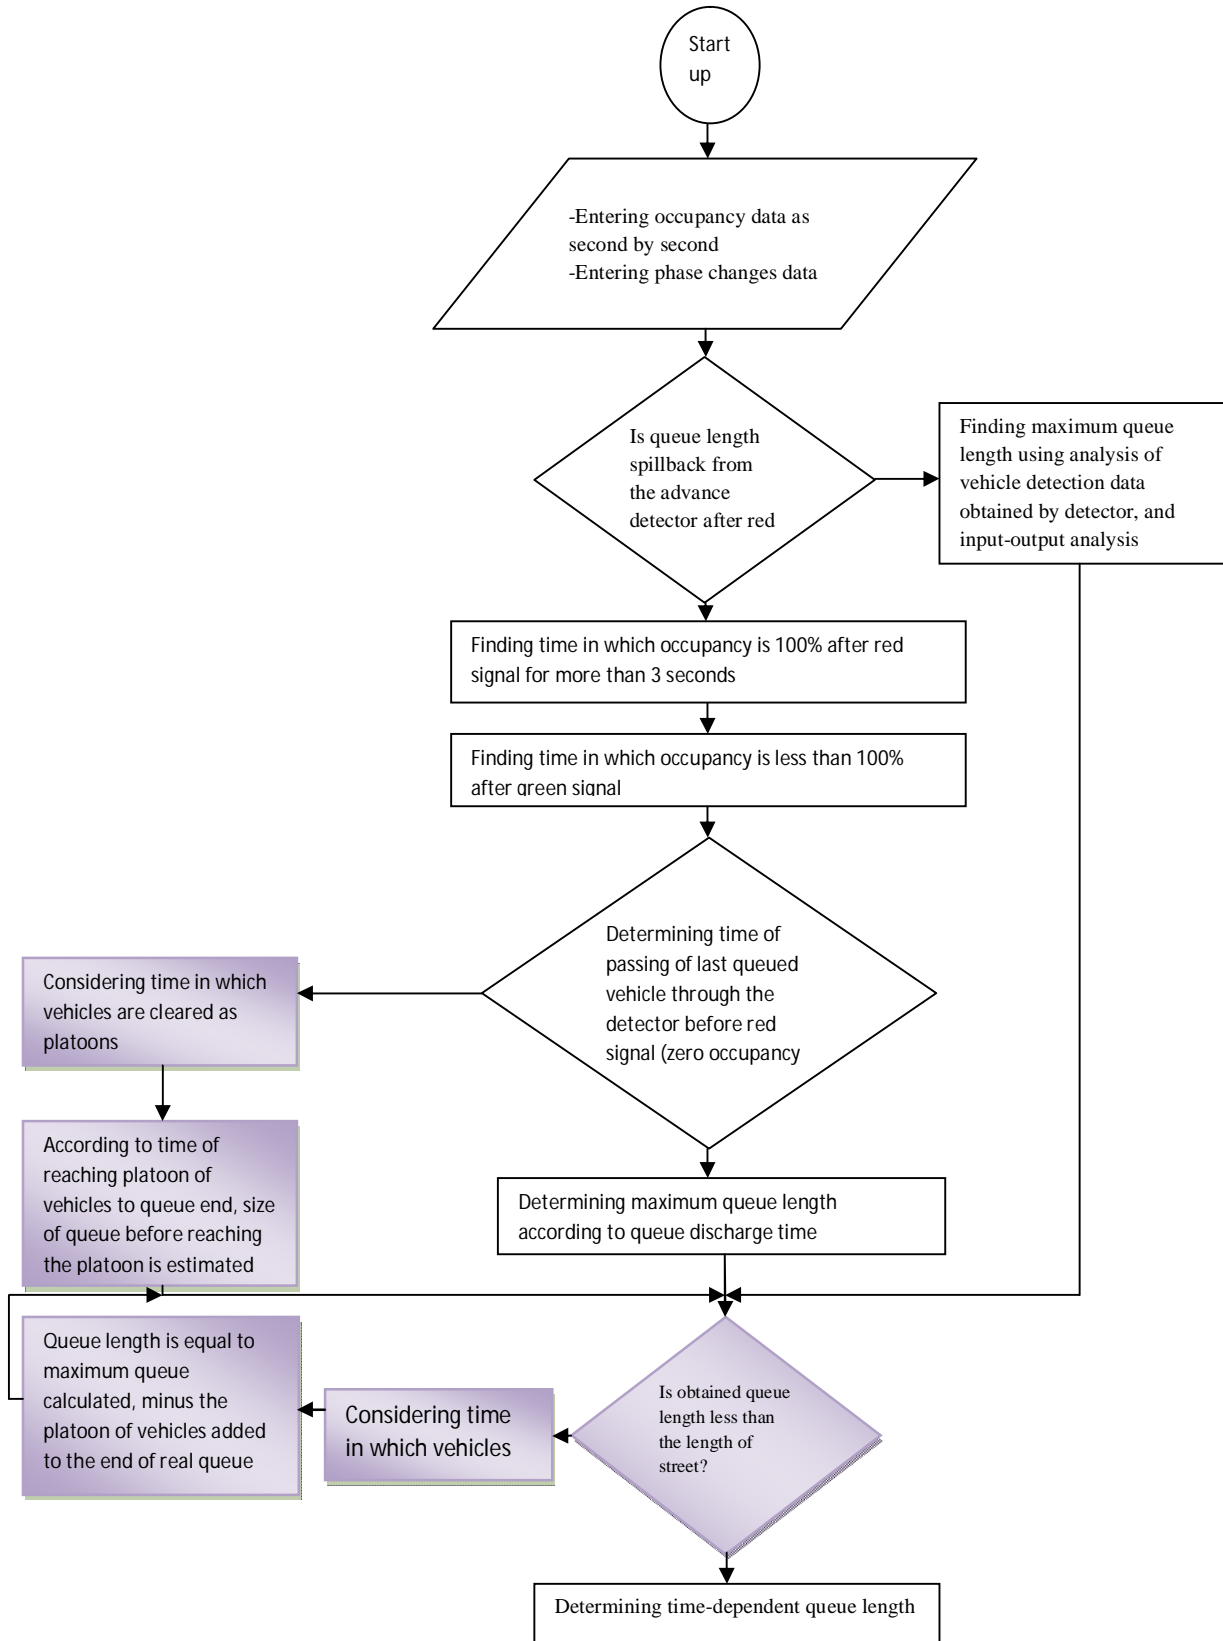 Start
up
-Entering occupancy data as
second by second
-Entering phase changes data
Is queue length
spillback from
the advance
detector after red
Finding maximum queue
length using analysis of
vehicle detection data
obtained by detector, and
input-output analysis
Finding time in which occupancy is 100% after red
signal for more than 3 seconds
Finding time in which occupancy is less than 100%
after green signal
Determining time of
passing of last queued
vehicle through the
detector before red
signal (zero occupancy
Considering time in which
vehicles are cleared as
platoons
According to time of
reaching platoon of
vehicles to queue end, size
of queue before reaching
the platoon is estimated
Determining maximum queue length
according to queue discharge time
Queue length is equal to
maximum queue
calculated, minus the
platoon of vehicles added
to the end of real queue
Considering time
in which vehicles
Is obtained queue
length less than
the length of
street?
Determining time-dependent queue length